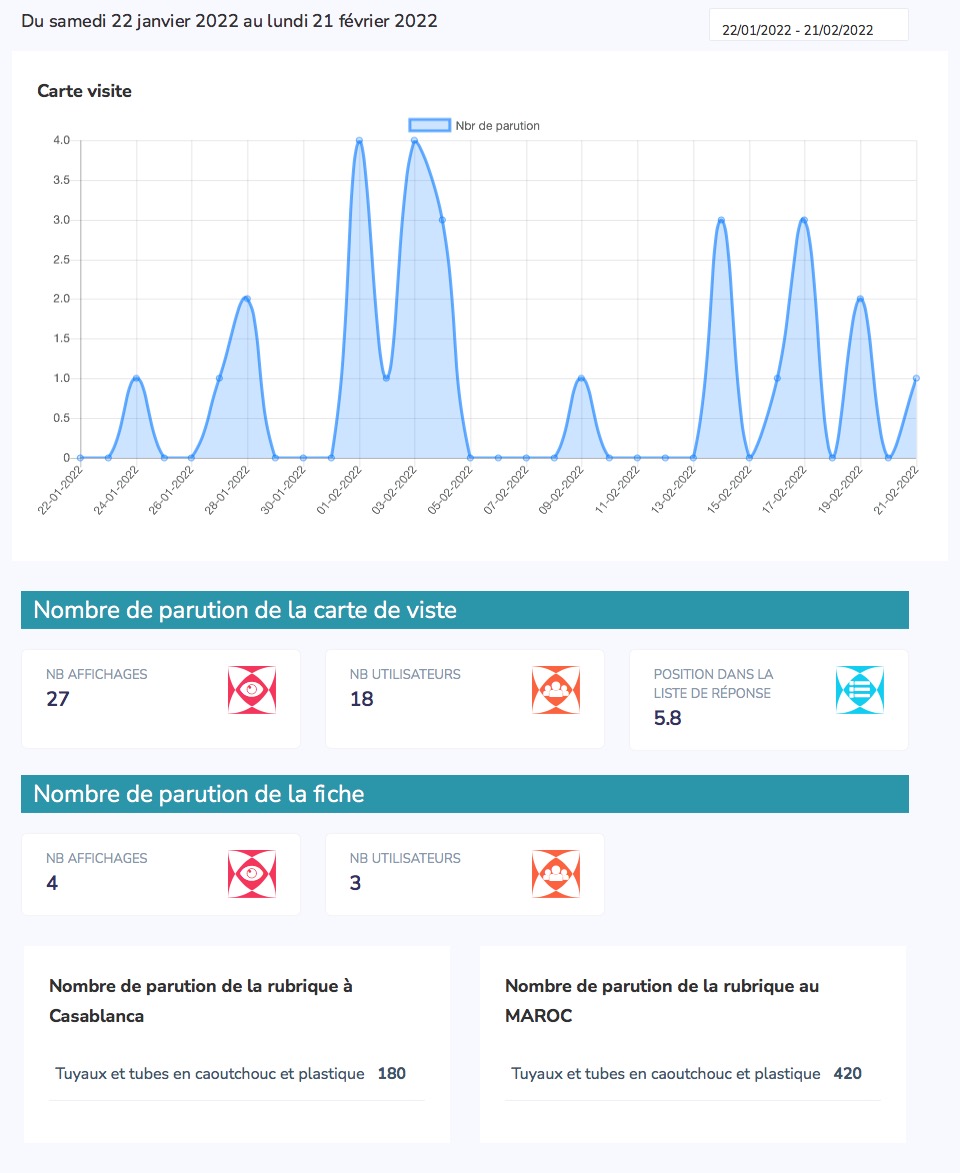 Du samedi 22 janvier 2022 au lundi 21 février 2022
22/01/2022 - 21/02/2022
Carte visite
Nbr de parution
4.0
3.5
3.0
2.5
2.0
1.5
1.0
0.5
0
22-01-2022
24-01-2022
26-01-2022
28-01-2022
30-01-2022
01-02-2022
03-02-2022
05-02-2022
07-02-2022
09-02-2022
11-02-2022
13-02-2022
15-02-2022
17-02-2022
19-02-2022
21-02-2022
Nombre de parution de la carte de viste
NB AFFICHAGES
27
NB UTILISATEURS
18
POSITION DANS LA
LISTE DE RÉPONSE
5.8
Nombre de parution de la fiche
NB AFFICHAGES
4
NB UTILISATEURS
3
Nombre de parution de la rubrique à
Casablanca
Tuyaux et tubes en caoutchouc et plastique 180
Nombre de parution de la rubrique au
MAROC
Tuyaux et tubes en caoutchouc et plastique 420